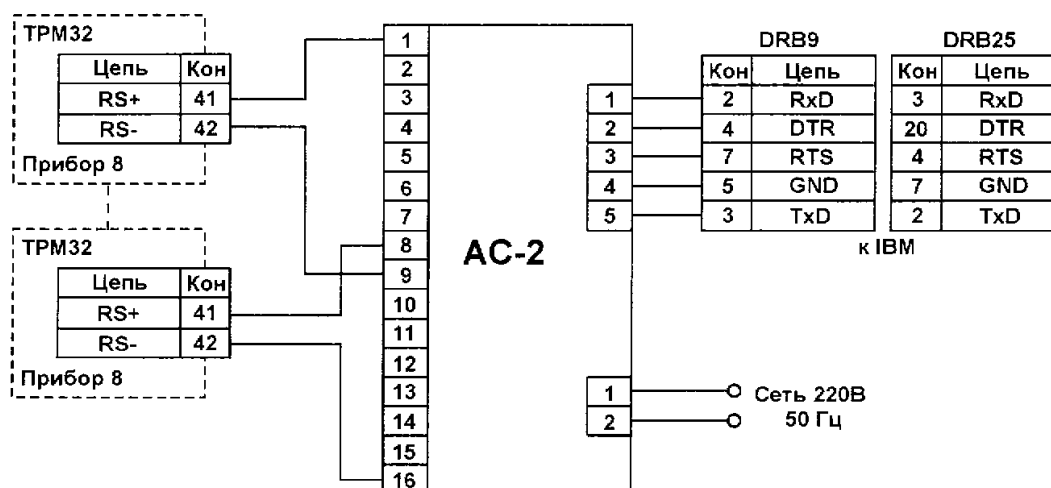 ТРМ32
Цепь Кон
RS+ 41
RS- 42
Прибор 8
ТРМ32
Цепь Кон
RS+ 41
RS- 42
Прибор 8
1
2
3
4
5
6
7
8
9
10
11
12
13
14
15
16
АС-2
1
2
3
4
5
1
2
DRB9
Кон Цепь
2 RxD
4 DTR
7 RTS
5 GND
3 TxD
DRB25
Кон Цепь
3 RxD
20 DTR
4 RTS
7 GND
2 TxD
к IBM
Сеть 220В
50 Гц